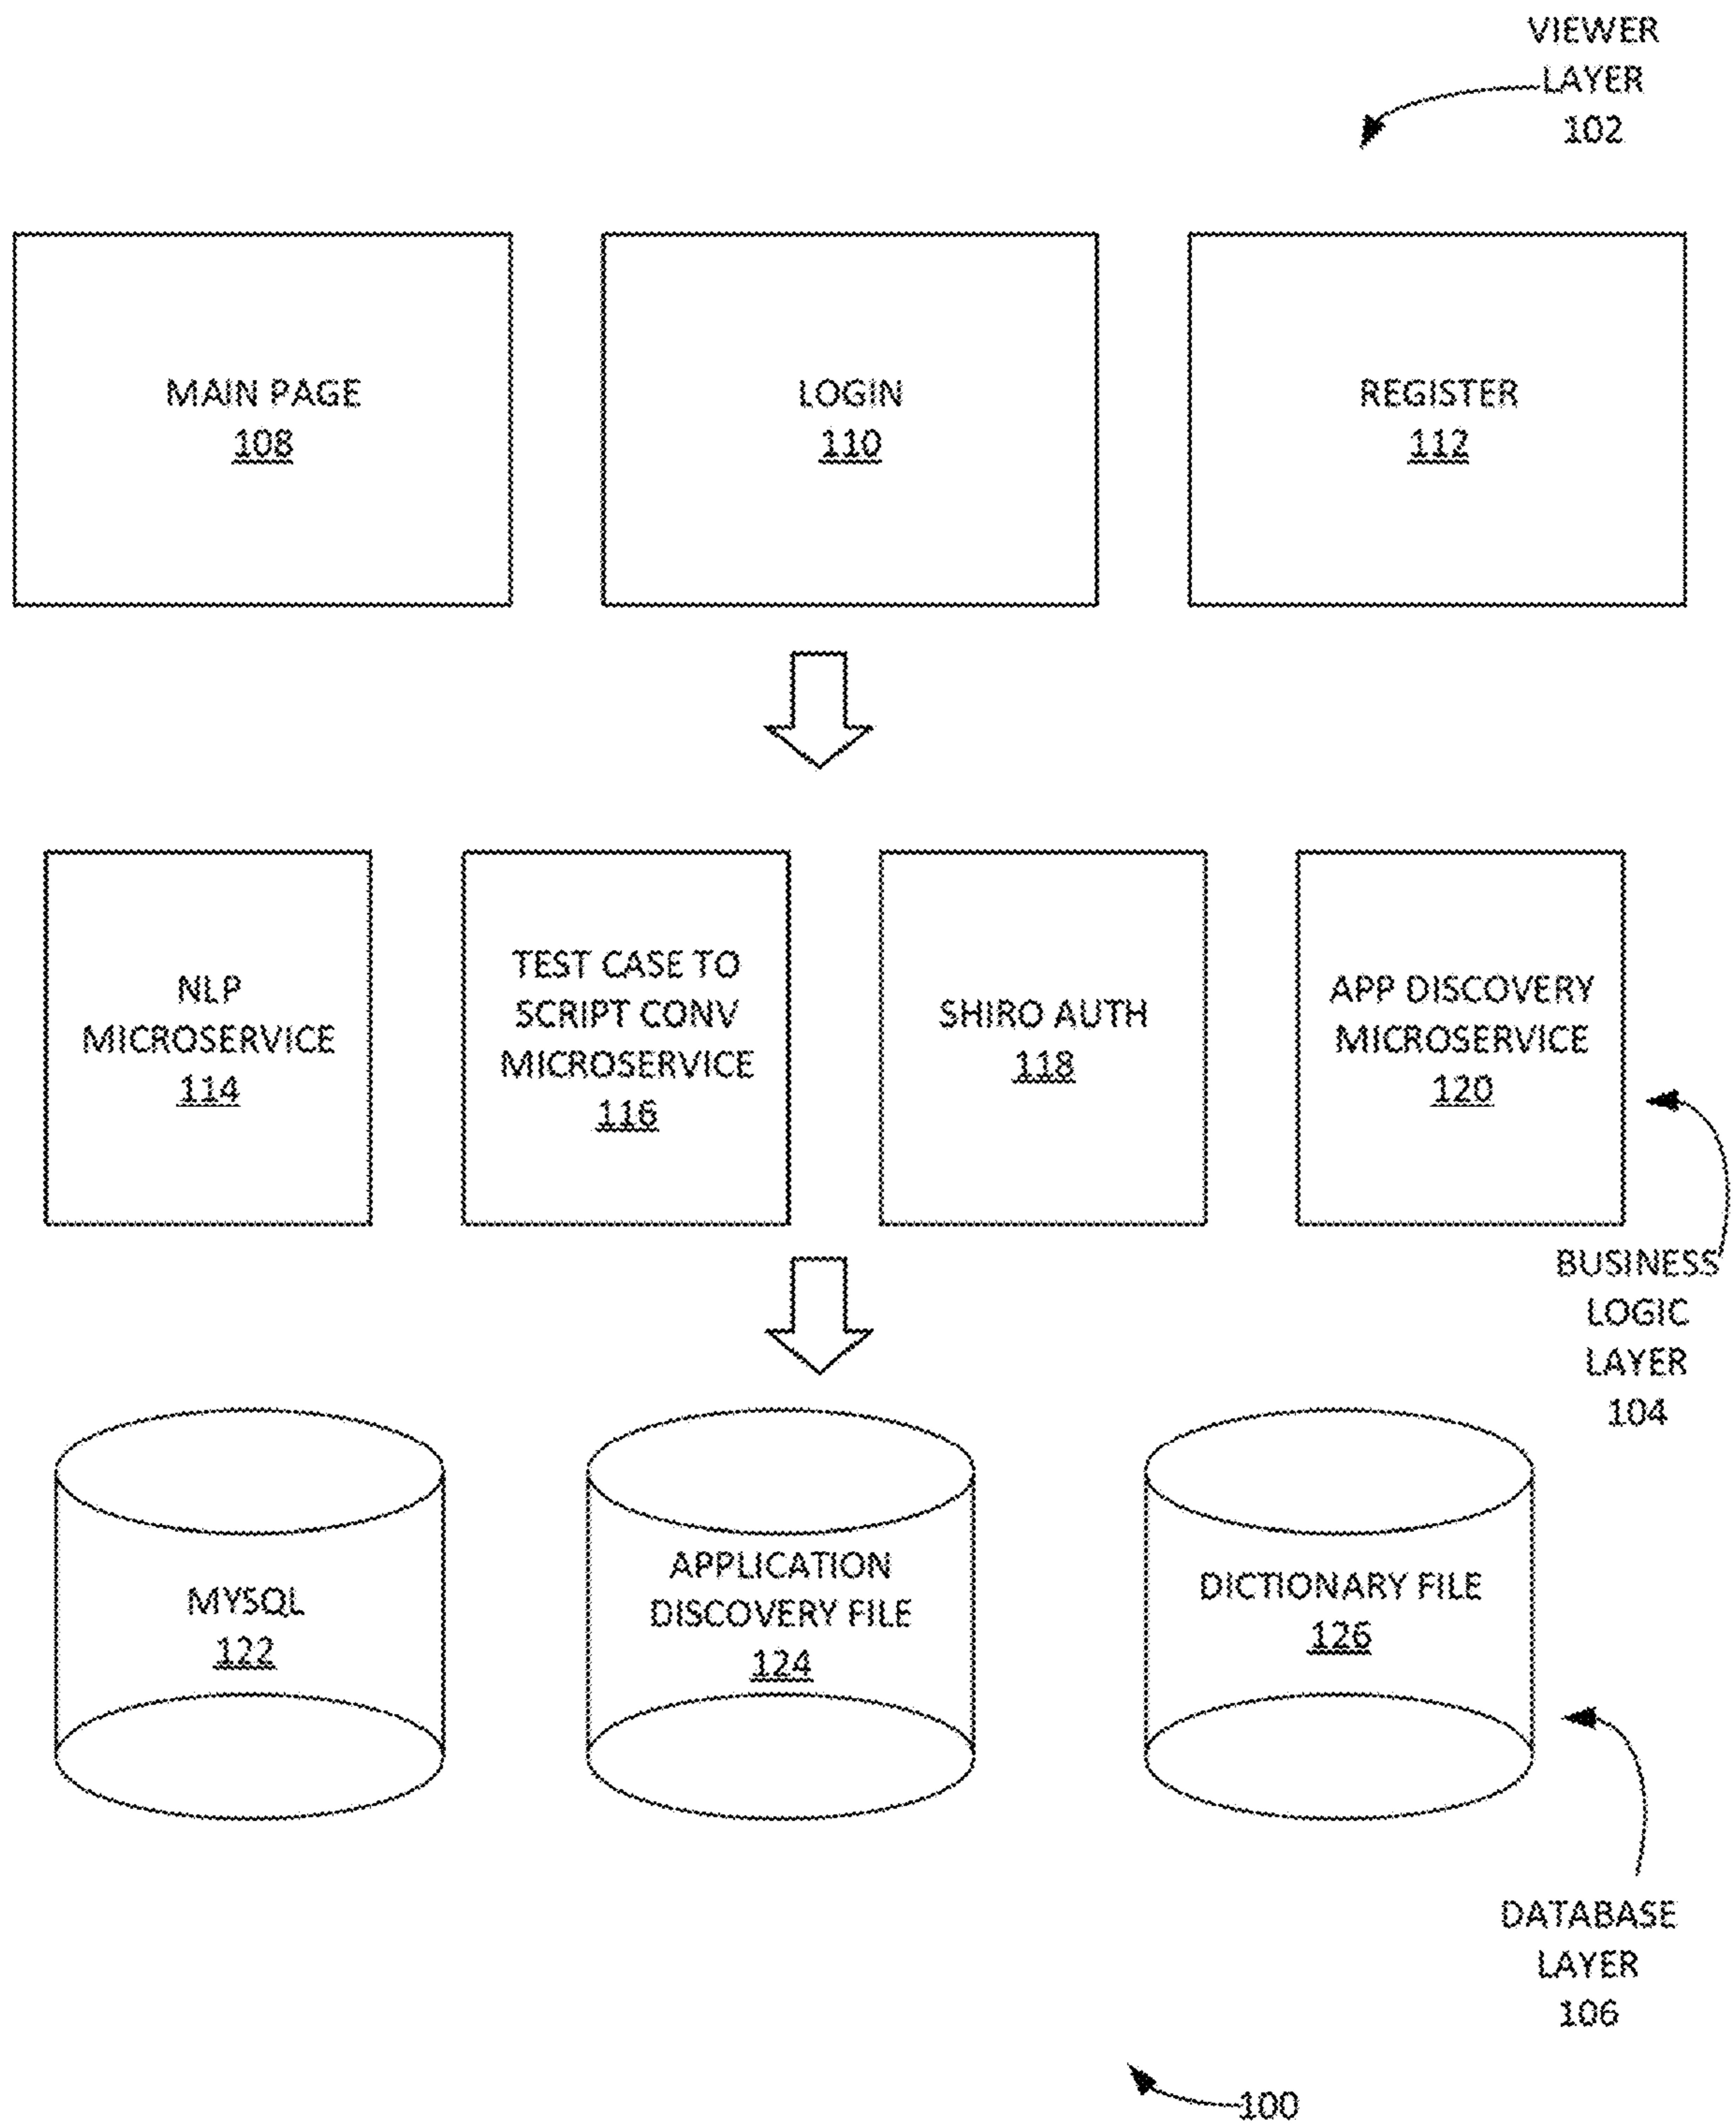 VIEWER
LAYER
102
MAIN PAGE
108
LOGIN
110
REGISTER
112
NLP
MICROSERVICE
114
TEST CASE TO
SCRIPT CONV
MICROSERVICE
116
SHIRO AUTH
118
APP DISCOVERY
MICROSERVICE
120
BUSINESS
LOGIC
LAYER
104
MYSQL
122
APPLICATION
DISCOVERY FILE
124
DICTIONARY FILE
126
DATABASE
LAYER
106
100